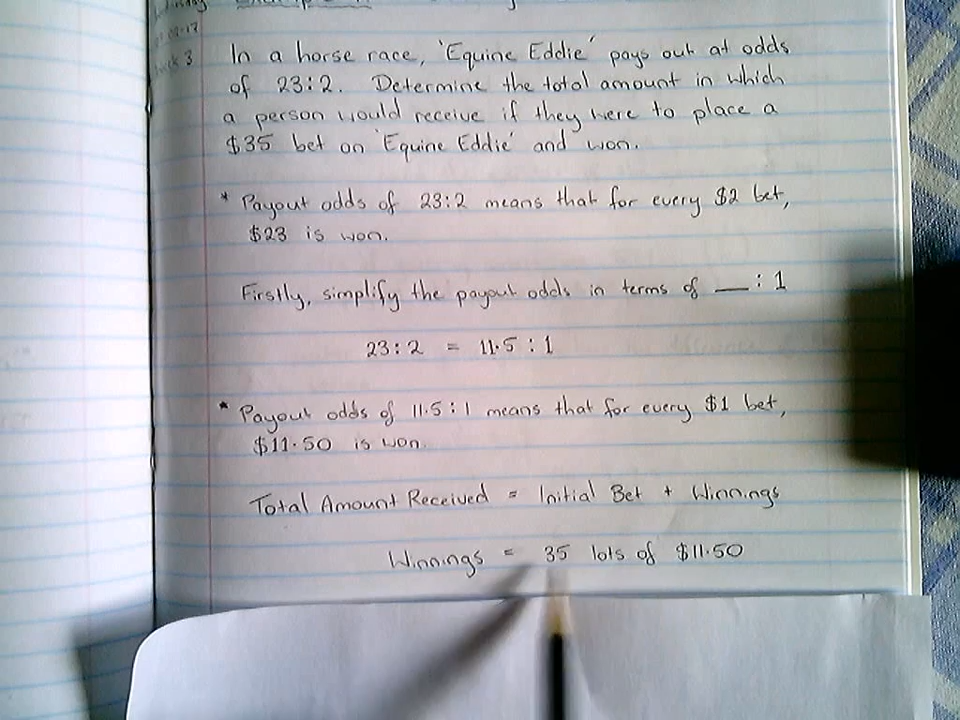 In a horse race, 'Equine Eddie' pays out at odds
of 23:2. Determine the total amount in which
a person would receive if they were to place a
$35 bet on 'Equine Eddie' and won.
* Payout odds of 23:2 means that for every $2 bet,
$23 is won.
Firstly, simplify the payout odds in terms of __ : 1
23:2 = 11.5 : 1
* Payout odds of 11.5 : 1 means that for every $1 bet,
$11.50 is won.
Total Amount Received = Initial Bet + Winnings
Winnings = 35 lots of $11.50